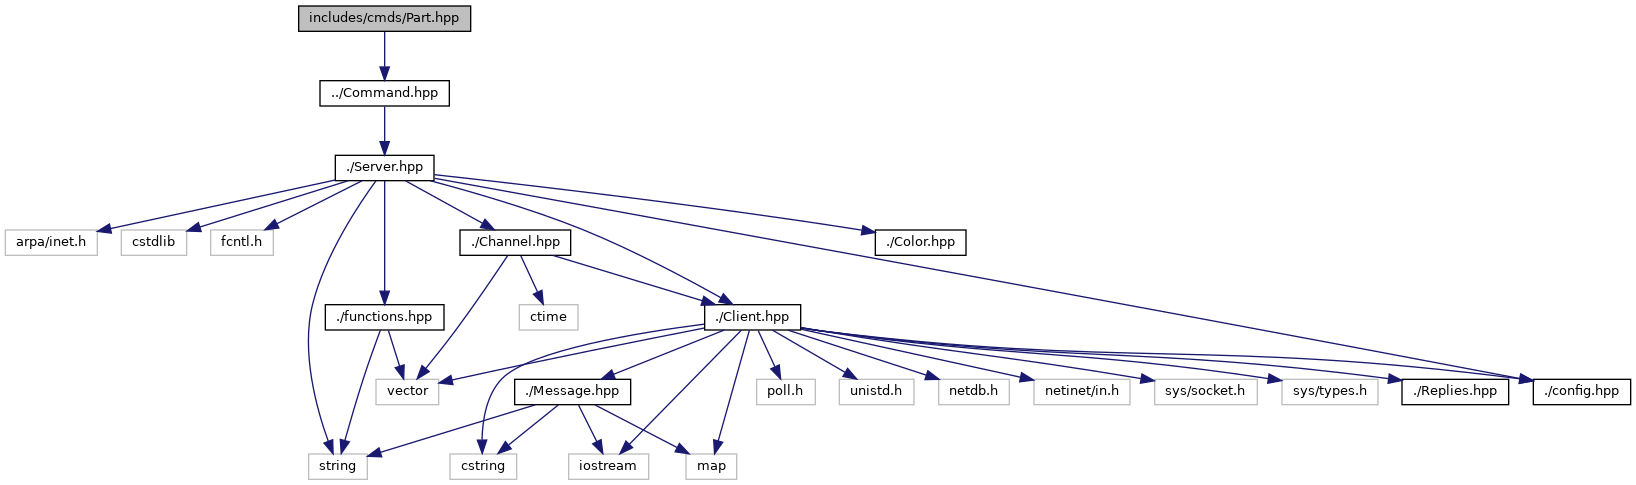 includes/cmds/Part.hpp
../Command.hpp
./Server.hpp
arpa/inet.h
cstdlib
fcntl.h
./Channel.hpp
./Color.hpp
./functions.hpp
ctime
./Client.hpp
vector
./Message.hpp
poll.h
unistd.h
netdb.h
netinet/in.h
sys/socket.h
sys/types.h
./Replies.hpp
./config.hpp
string
cstring
iostream
map